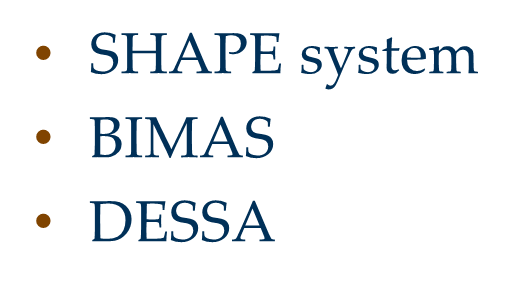 • SHAPE system
• BIMAS
• DESSA